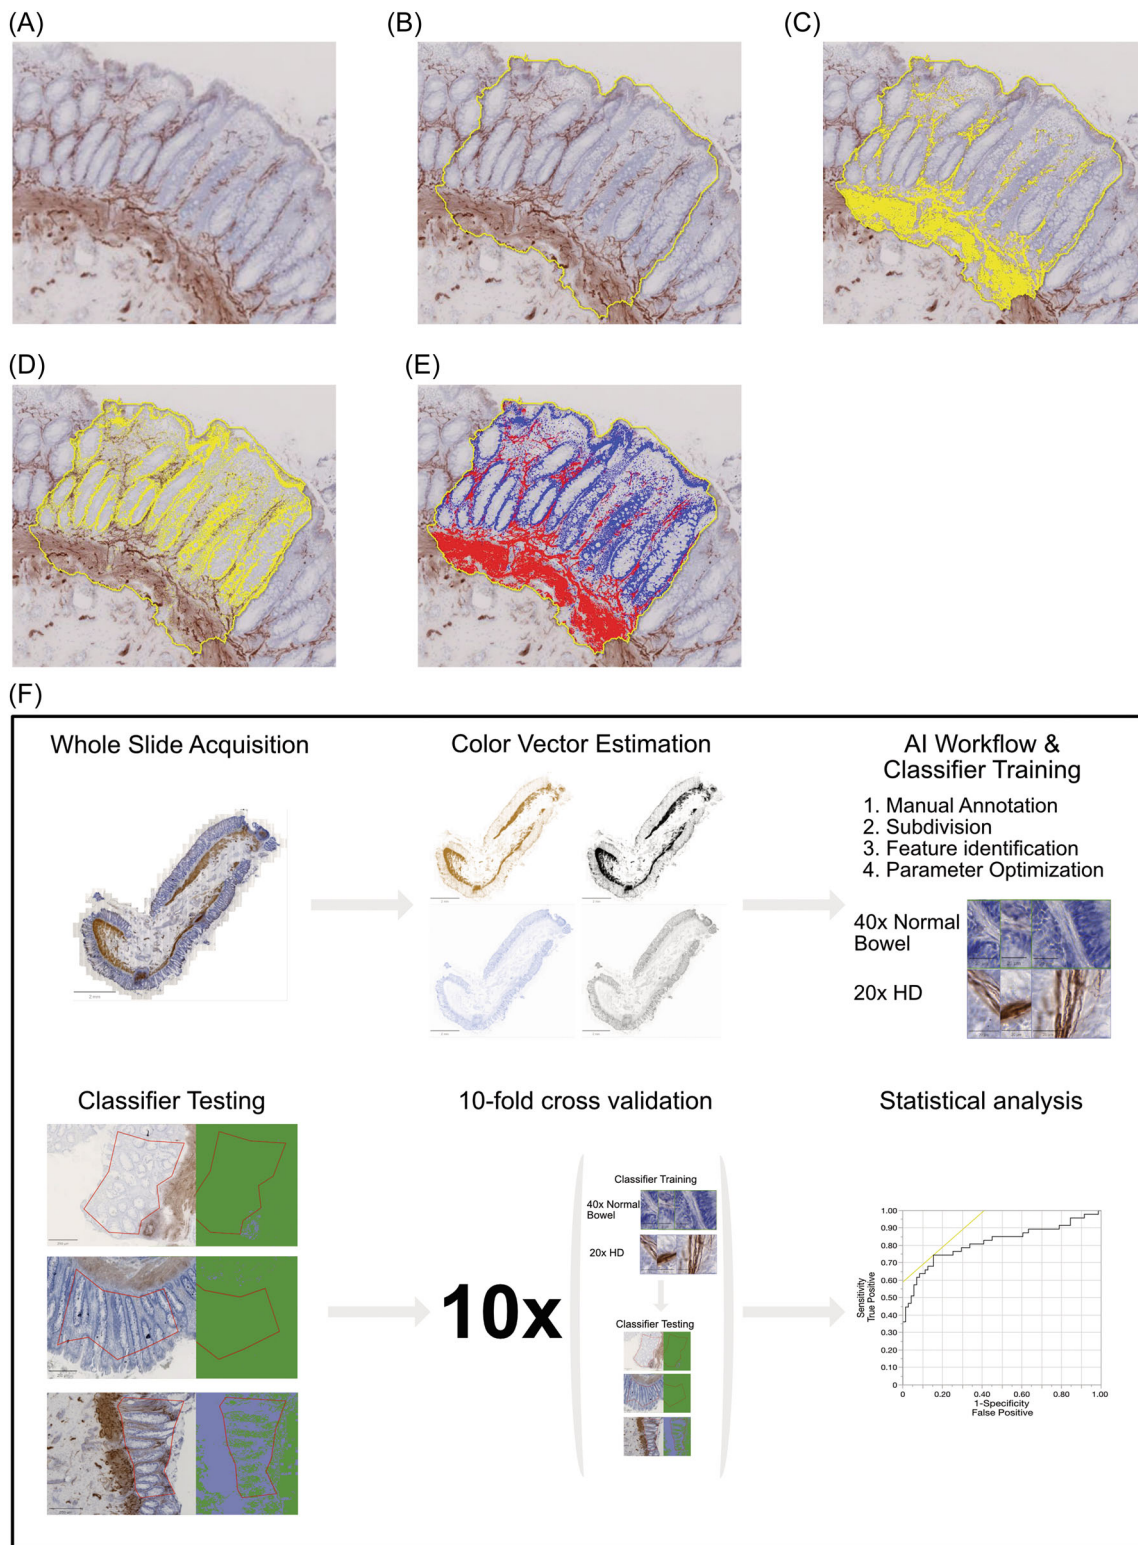 (A)
(B)
(C)
(D)
(E)
(F)
Whole Slide Acquisition
Color Vector Estimation
AI Workflow &
Classifier Training
1. Manual Annotation
2. Subdivision
3. Feature identification
4. Parameter Optimization
40x Normal
Bowel
20x HD
2 mm
Classifier Testing
10-fold cross validation
Statistical analysis
10x
Classifier Training
40x Normal
Bowel
20x HD
Classifier Testing
Sensitivity
True Positive
1.00
0.90
0.80
0.70
0.60
0.50
0.40
0.30
0.20
0.10
0
0
0.20
0.40
0.60
0.80
1.00
1-Specificity
False Positive